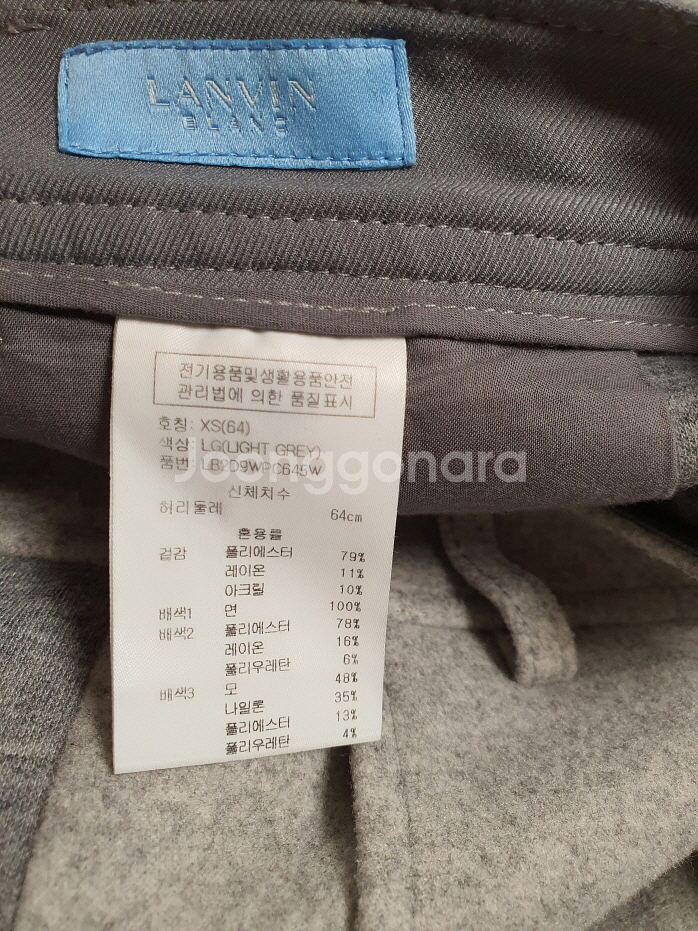 LANVIN
BLANC
전기용품및생활용품안전
관리법에 의한 품질표시
호칭: XS(64)
색상: LG(LIGHT GREY)
품번: LB2D9WPC645W
Joonggonara
신체치수
허리둘레 64cm
혼용률
겉감 폴리에스터 79%
레이온 11%
아크릴 10%
배색1 면 100%
배색2 폴리에스터 78%
레이온 16%
폴리우레탄 6%
배색3 모 48%
나일론 35%
폴리에스터 13%
폴리우레탄 4%